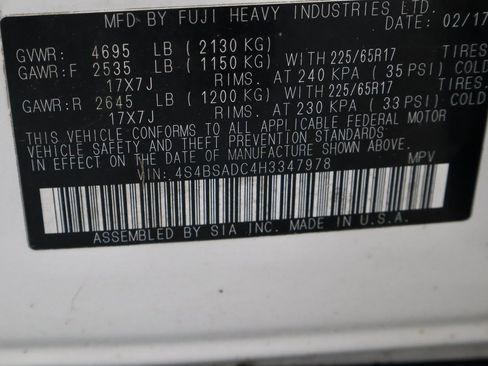 MFD BY FUJI HEAVY INDUSTRIES LTD.
DATE: 02/17
GVWR: 4695 LB (2130 KG)
GAWR:F 2535 LB (1150 KG) WITH 225/65R17 TIRES
17X7J RIMS. AT 240 KPA (35 PSI) COLD
GAWR:R 2645 LB (1200 KG) WITH 225/65R17 TIRES.
17X7J RIMS. AT 230 KPA (33 PSI) COLD
THIS VEHICLE CONFORMS TO ALL APPLICABLE FEDERAL MOTOR
VEHICLE SAFETY AND THEFT PREVENTION STANDARDS
IN EFFECT ON THE DATE OF MANUFACTURE SHOWN ABOVE.
VIN: 4S4BSADC4H3347978 MPV
ASSEMBLED BY SIA INC. MADE IN U.S.A.